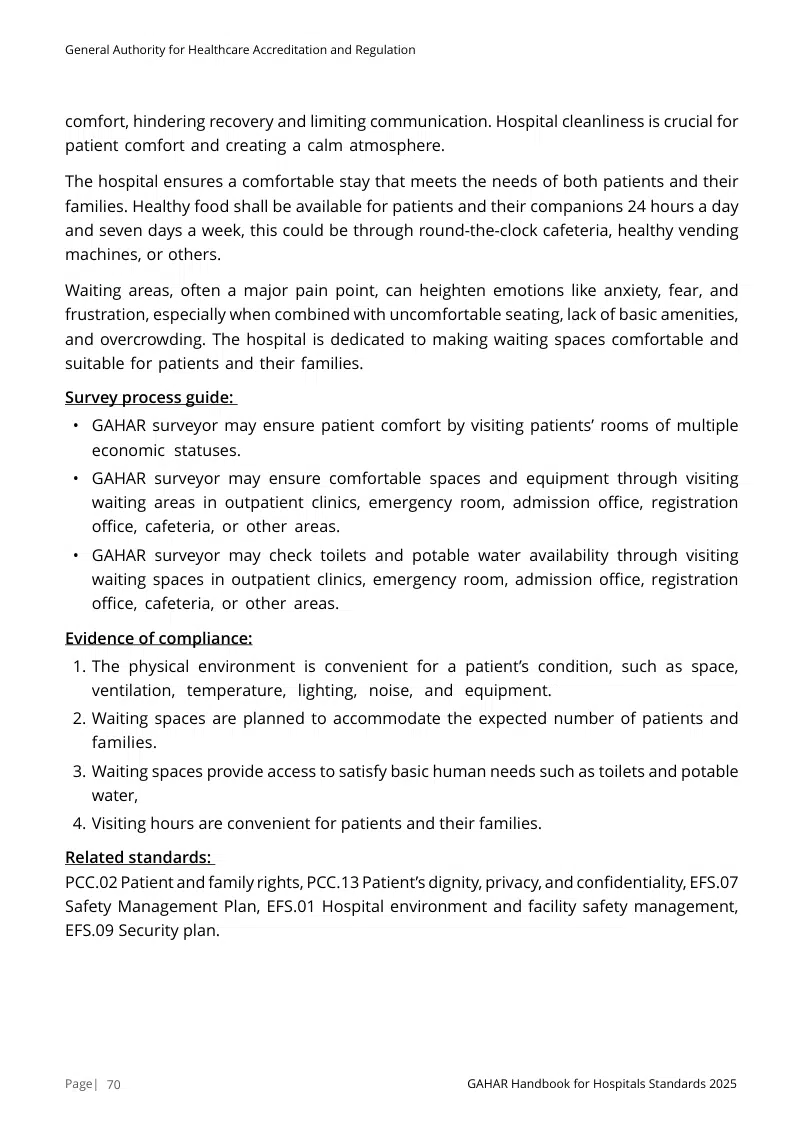 General Authority for Healthcare Accreditation and Regulation
comfort, hindering recovery and limiting communication. Hospital cleanliness is crucial for
patient comfort and creating a calm atmosphere.
The hospital ensures a comfortable stay that meets the needs of both patients and their
families. Healthy food shall be available for patients and their companions 24 hours a day
and seven days a week, this could be through round-the-clock cafeteria, healthy vending
machines, or others.
Waiting areas, often a major pain point, can heighten emotions like anxiety, fear, and
frustration, especially when combined with uncomfortable seating, lack of basic amenities,
and overcrowding. The hospital is dedicated to making waiting spaces comfortable and
suitable for patients and their families.
Survey process guide:
• GAHAR surveyor may ensure patient comfort by visiting patients’ rooms of multiple
economic statuses.
• GAHAR surveyor may ensure comfortable spaces and equipment through visiting
waiting areas in outpatient clinics, emergency room, admission office, registration
office, cafeteria, or other areas.
• GAHAR surveyor may check toilets and potable water availability through visiting
waiting spaces in outpatient clinics, emergency room, admission office, registration
office, cafeteria, or other areas.
Evidence of compliance:
1. The physical environment is convenient for a patient’s condition, such as space,
ventilation, temperature, lighting, noise, and equipment.
2. Waiting spaces are planned to accommodate the expected number of patients and
families.
3. Waiting spaces provide access to satisfy basic human needs such as toilets and potable
water,
4. Visiting hours are convenient for patients and their families.
Related standards:
PCC.02 Patient and family rights, PCC.13 Patient’s dignity, privacy, and confidentiality, EFS.07
Safety Management Plan, EFS.01 Hospital environment and facility safety management,
EFS.09 Security plan.
Page| 70
GAHAR Handbook for Hospitals Standards 2025